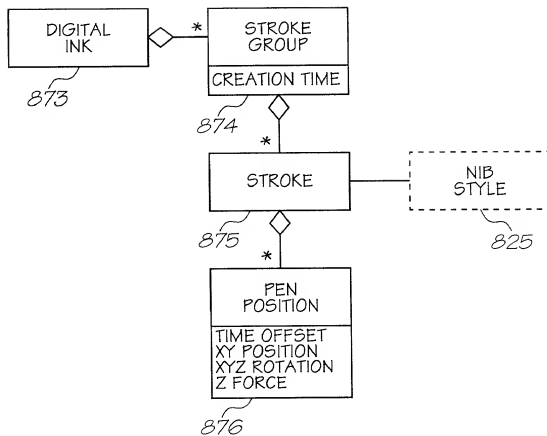 DIGITAL
INK
873
*
STROKE
GROUP
CREATION TIME
874
*
STROKE
875
NIB
STYLE
825
*
PEN
POSITION
TIME OFFSET
XY POSITION
XYZ ROTATION
Z FORCE
876